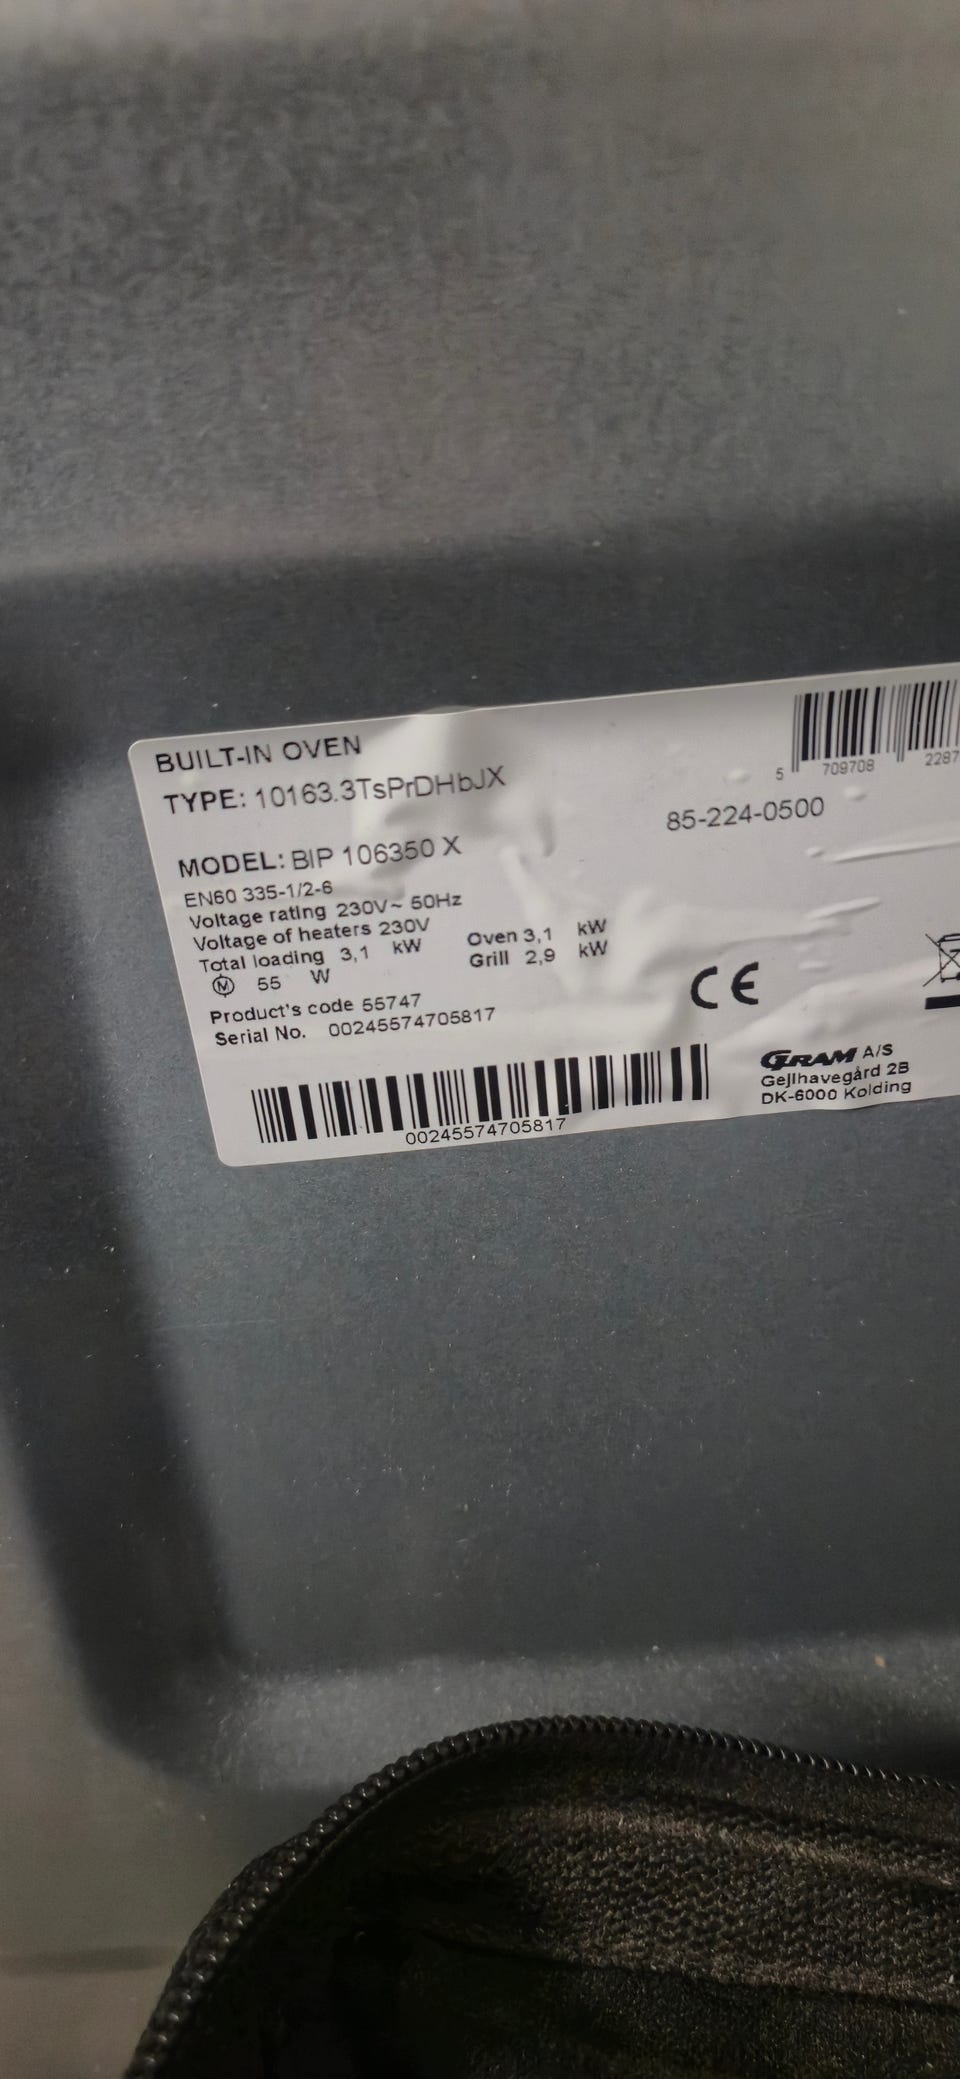 BUILT-IN OVEN
TYPE: 10163.3TsPrDHbJX
5 709708 2287
85-224-0500
MODEL: BIP 106350 X
EN60 335-1/2-6
Voltage rating 230V~ 50Hz
Voltage of heaters 230V
Total loading 3,1 kW Oven 3,1 kW
M 55 W Grill 2,9 kW
CE
Product's code 55747
Serial No. 00245574705817
00245574705817
GRAM A/S
Gejlhavegård 2B
DK-6000 Kolding